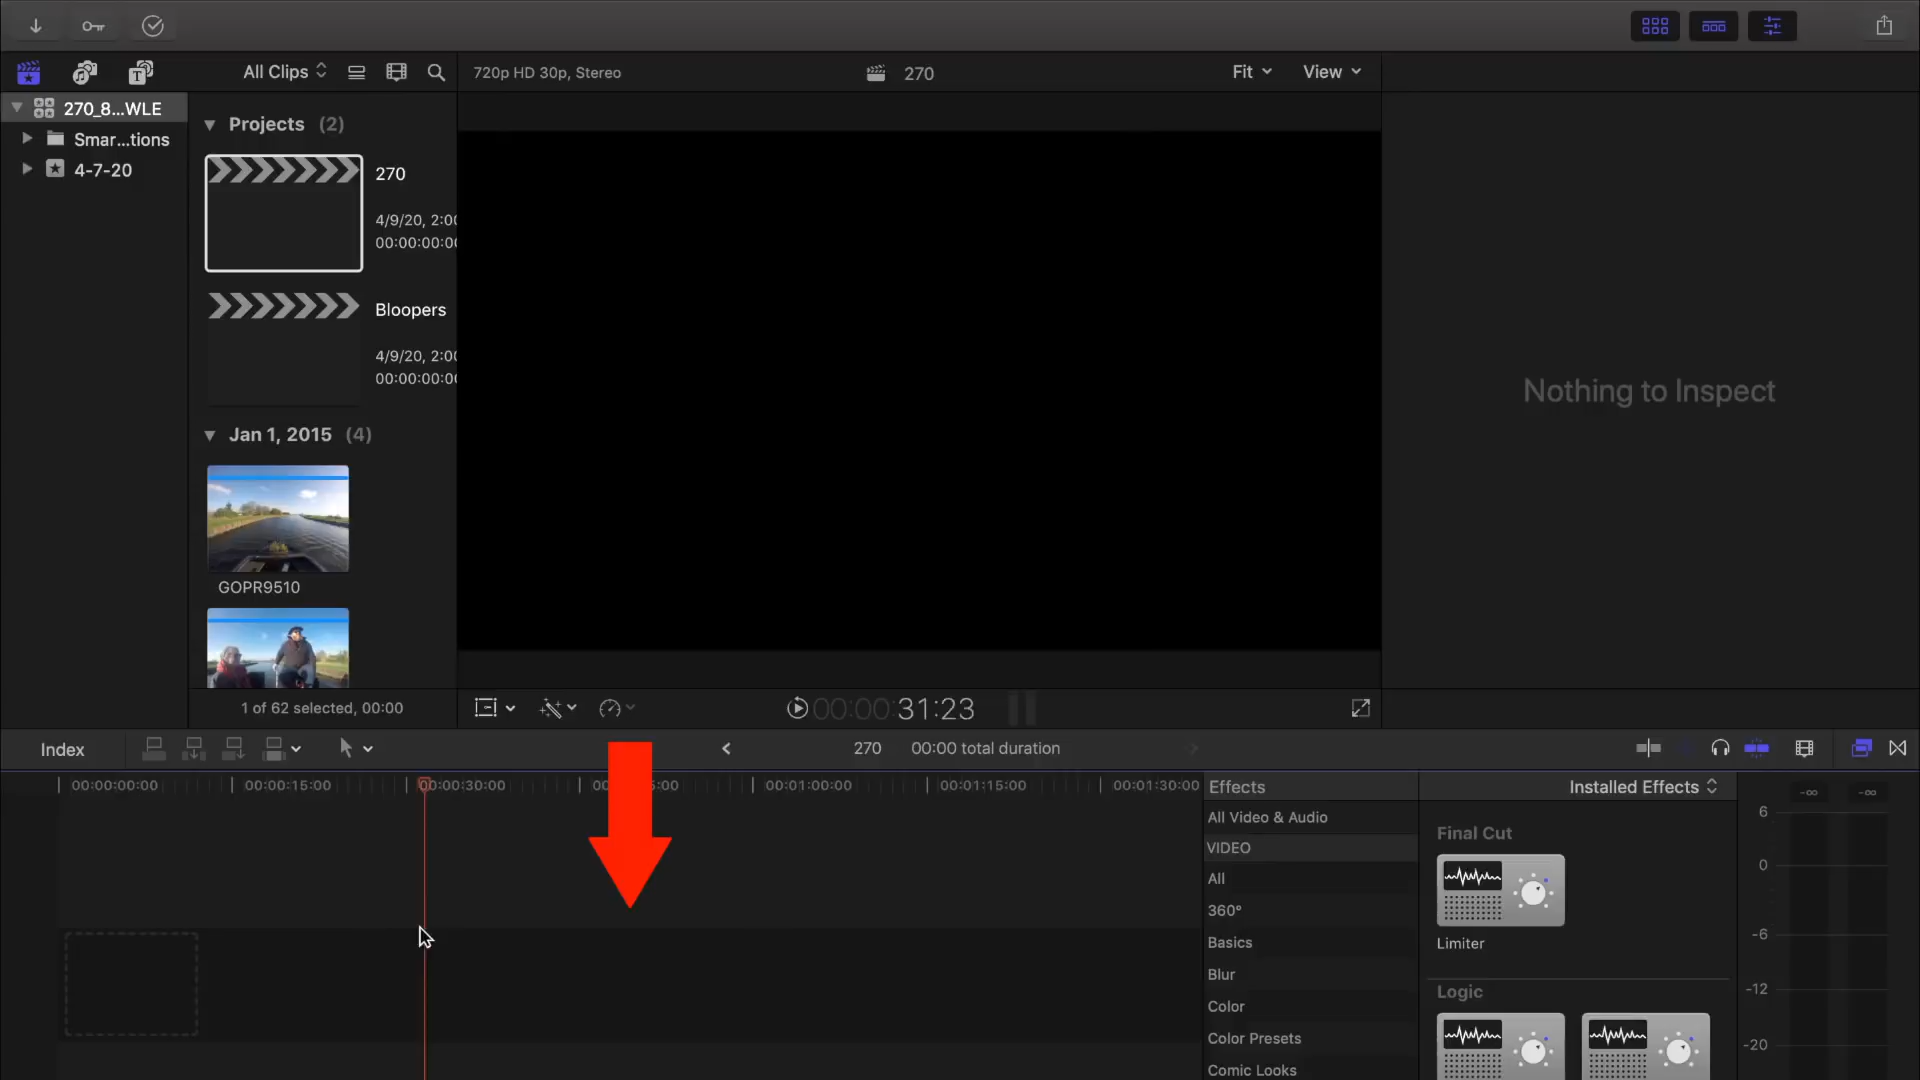 All Clips
720p HD 30p, Stereo
270
Fit
View
270_8...WLE
Smar...tions
4-7-20
Projects (2)
270
4/9/20, 2:00
00:00:00:00
Bloopers
4/9/20, 2:00
00:00:00:00
Jan 1, 2015 (4)
GOPR9510
Nothing to Inspect
1 of 62 selected, 00:00
00:00:31:23
Index
270
00:00 total duration
00:00:00:00
00:00:15:00
00:00:30:00
00:01:00:00
00:01:15:00
00:01:30:00
Effects
Installed Effects
All Video & Audio
VIDEO
All
360°
Basics
Blur
Color
Color Presets
Comic Looks
Final Cut
Limiter
Logic
-∞ -∞
6
0
-6
-12
-20